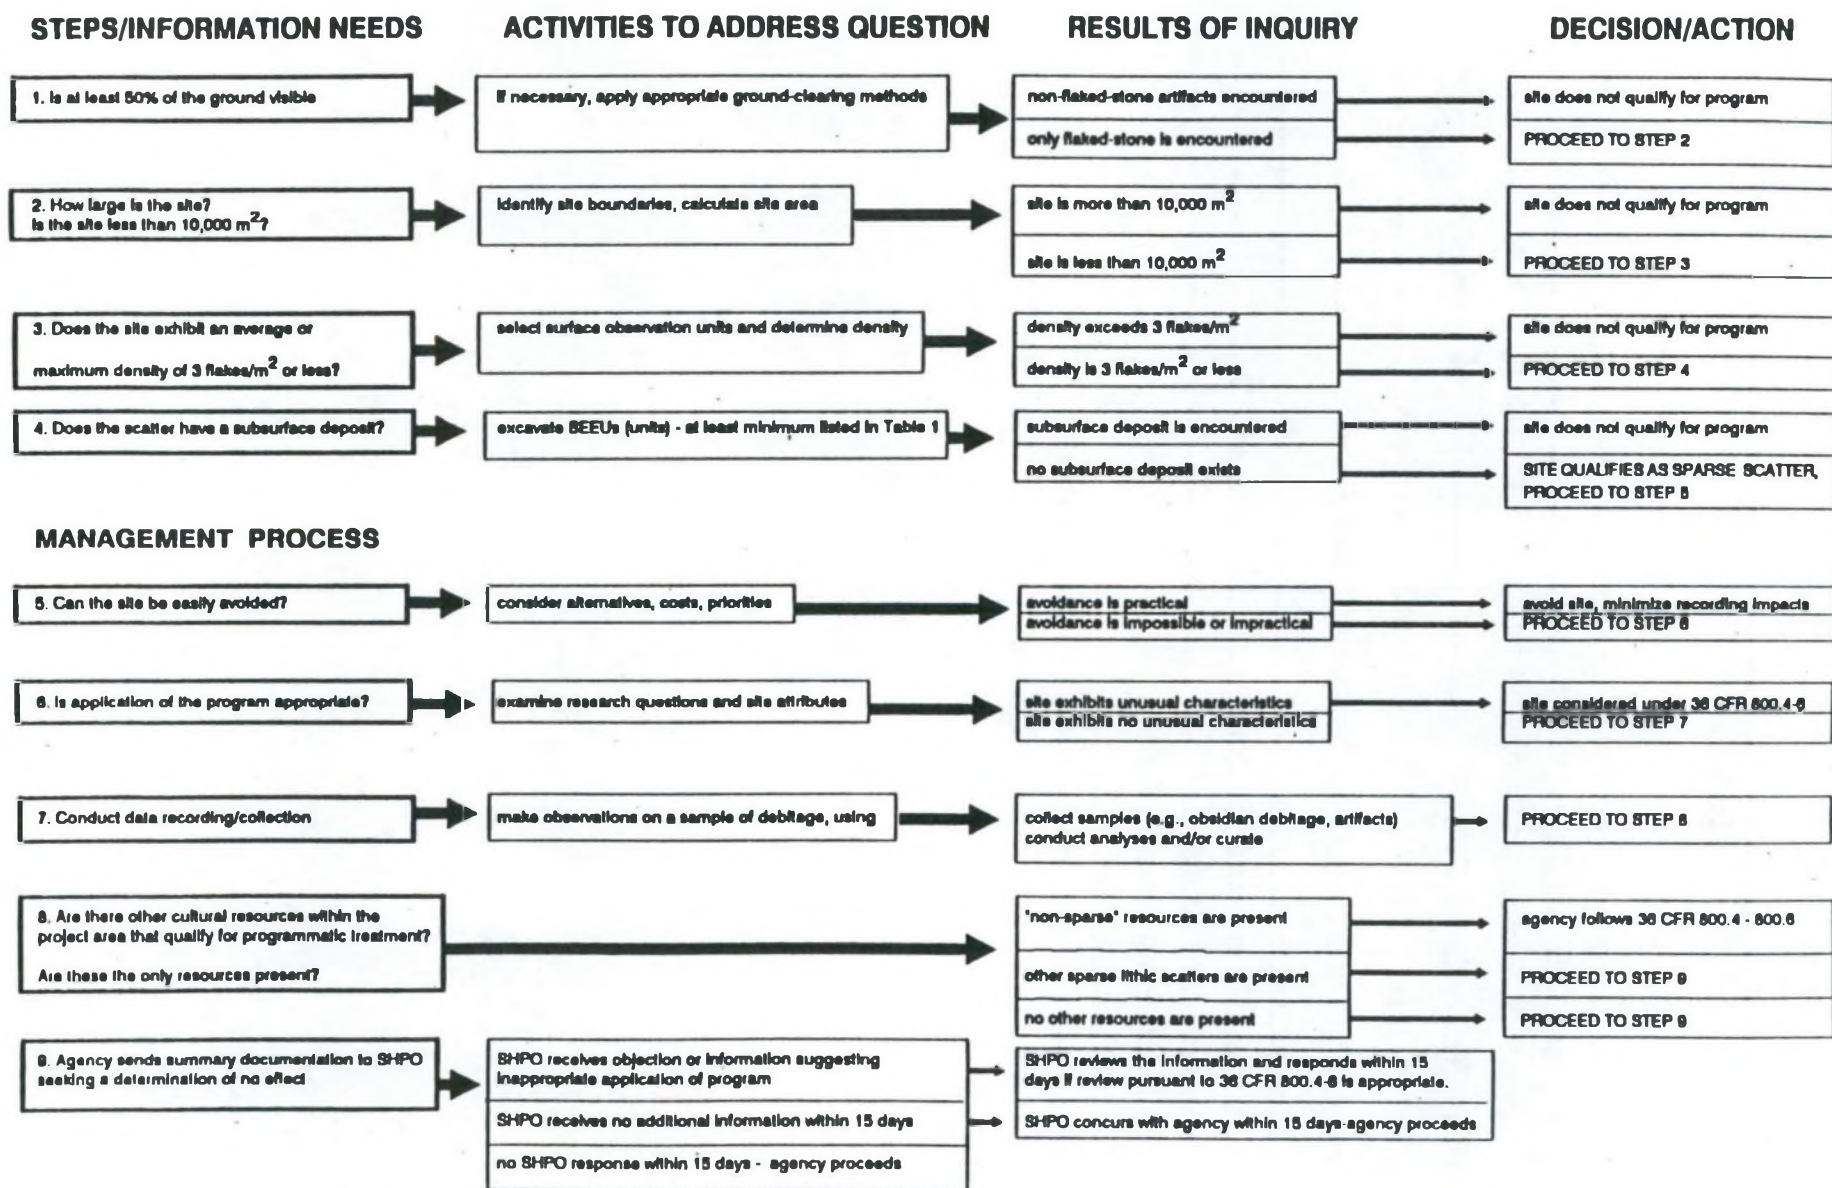 STEPS/INFORMATION NEEDS
ACTIVITIES TO ADDRESS QUESTION
RESULTS OF INQUIRY
DECISION/ACTION
1. Is at least 50% of the ground visible
If necessary, apply appropriate ground-clearing methods
non-flaked-stone artifacts encountered
site does not qualify for program
only flaked-stone is encountered
PROCEED TO STEP 2
2. How large is the site?
Is the site less than 10,000 m²?
Identify site boundaries, calculate site area
site is more than 10,000 m²
site does not qualify for program
site is less than 10,000 m²
PROCEED TO STEP 3
3. Does the site exhibit an average or
maximum density of 3 flakes/m² or less?
select surface observation units and determine density
density exceeds 3 flakes/m²
site does not qualify for program
density is 3 flakes/m² or less
PROCEED TO STEP 4
4. Does the scatter have a subsurface deposit?
excavate SEEUs (units) - at least minimum listed in Table 1
subsurface deposit is encountered
site does not qualify for program
no subsurface deposit exists
SITE QUALIFIES AS SPARSE SCATTER,
PROCEED TO STEP 5
MANAGEMENT PROCESS
5. Can the site be easily avoided?
consider alternatives, costs, priorities
avoidance is practical
avoid site, minimize recording impacts
avoidance is impossible or impractical
PROCEED TO STEP 6
6. Is application of the program appropriate?
examine research questions and site attributes
site exhibits unusual characteristics
site considered under 36 CFR 800.4-6
site exhibits no unusual characteristics
PROCEED TO STEP 7
7. Conduct data recording/collection
make observations on a sample of debitage, using
collect samples (e.g., obsidian debitage, artifacts)
conduct analyses and/or curate
PROCEED TO STEP 8
8. Are there other cultural resources within the
project area that qualify for programmatic treatment?
Are these the only resources present?
"non-sparse" resources are present
agency follows 36 CFR 800.4 - 800.6
other sparse lithic scatters are present
PROCEED TO STEP 9
no other resources are present
PROCEED TO STEP 9
9. Agency sends summary documentation to SHPO
seeking a determination of no effect
SHPO receives objection or information suggesting
inappropriate application of program
SHPO reviews the information and responds within 15
days if review pursuant to 36 CFR 800.4-6 is appropriate.
SHPO receives no additional information within 15 days
SHPO concurs with agency within 15 days-agency proceeds
no SHPO response within 15 days - agency proceeds